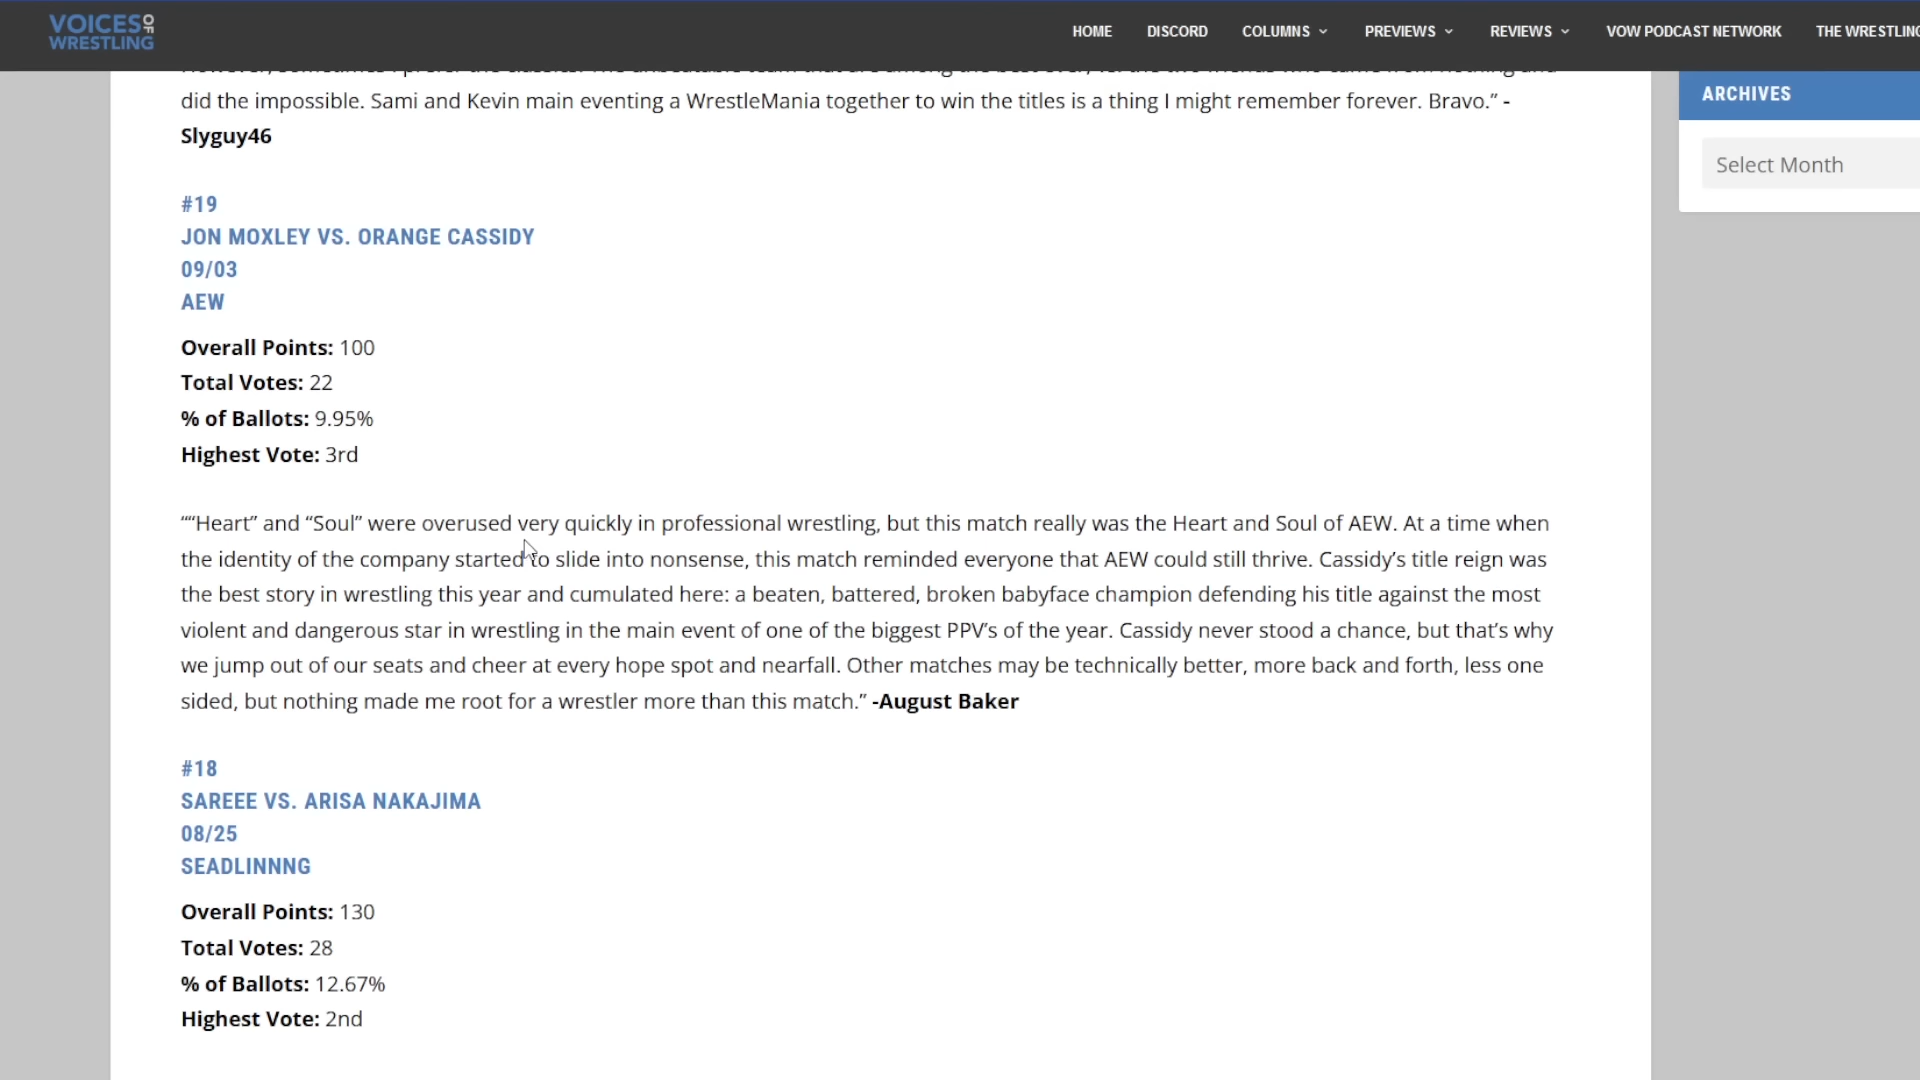 VOICES OF WRESTLING
HOME DISCORD COLUMNS PREVIEWS REVIEWS VOW PODCAST NETWORK THE WRESTLING
did the impossible. Sami and Kevin main eventing a WrestleMania together to win the titles is a thing I might remember forever. Bravo.” -
Slyguy46
ARCHIVES
Select Month
#19
JON MOXLEY VS. ORANGE CASSIDY
09/03
AEW
Overall Points: 100
Total Votes: 22
% of Ballots: 9.95%
Highest Vote: 3rd
““Heart” and “Soul” were overused very quickly in professional wrestling, but this match really was the Heart and Soul of AEW. At a time when
the identity of the company started to slide into nonsense, this match reminded everyone that AEW could still thrive. Cassidy’s title reign was
the best story in wrestling this year and cumulated here: a beaten, battered, broken babyface champion defending his title against the most
violent and dangerous star in wrestling in the main event of one of the biggest PPV’s of the year. Cassidy never stood a chance, but that’s why
we jump out of our seats and cheer at every hope spot and nearfall. Other matches may be technically better, more back and forth, less one
sided, but nothing made me root for a wrestler more than this match.” -August Baker
#18
SAREEE VS. ARISA NAKAJIMA
08/25
SEADLINNNG
Overall Points: 130
Total Votes: 28
% of Ballots: 12.67%
Highest Vote: 2nd